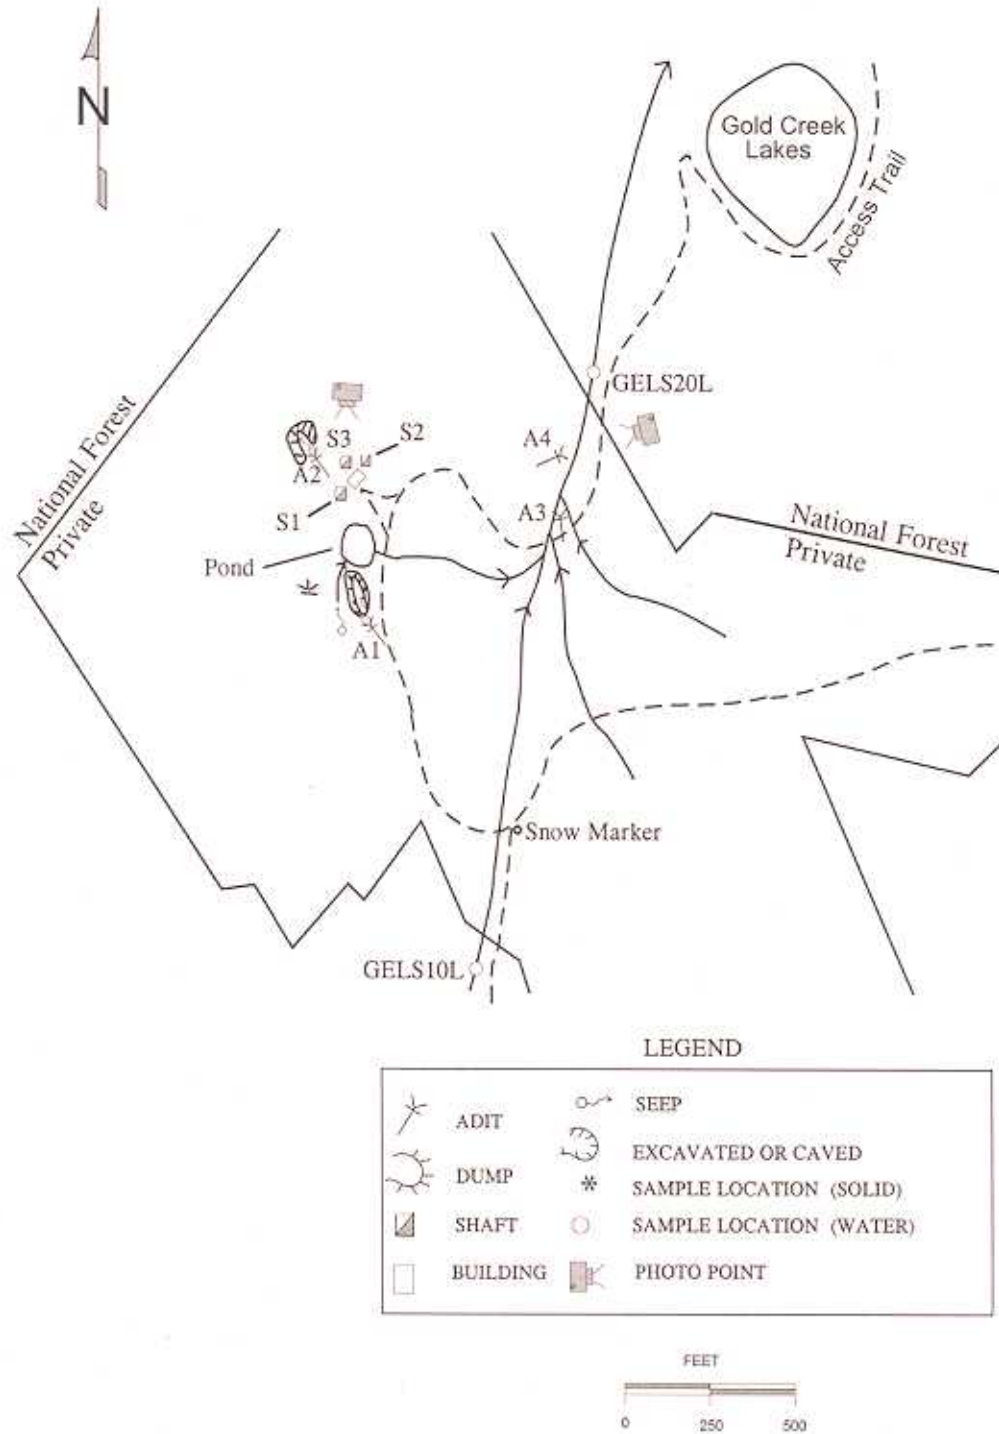 N
Gold Creek
Lakes
Access Trail
National Forest
Private
GELS20L
S3
S2
A4
A2
S1
A3
National Forest
Private
Pond
A1
Snow Marker
GELS10L
LEGEND
ADIT
SEEP
DUMP
EXCAVATED OR CAVED
SAMPLE LOCATION (SOLID)
SHAFT
SAMPLE LOCATION (WATER)
BUILDING
PHOTO POINT
FEET
0 250 500